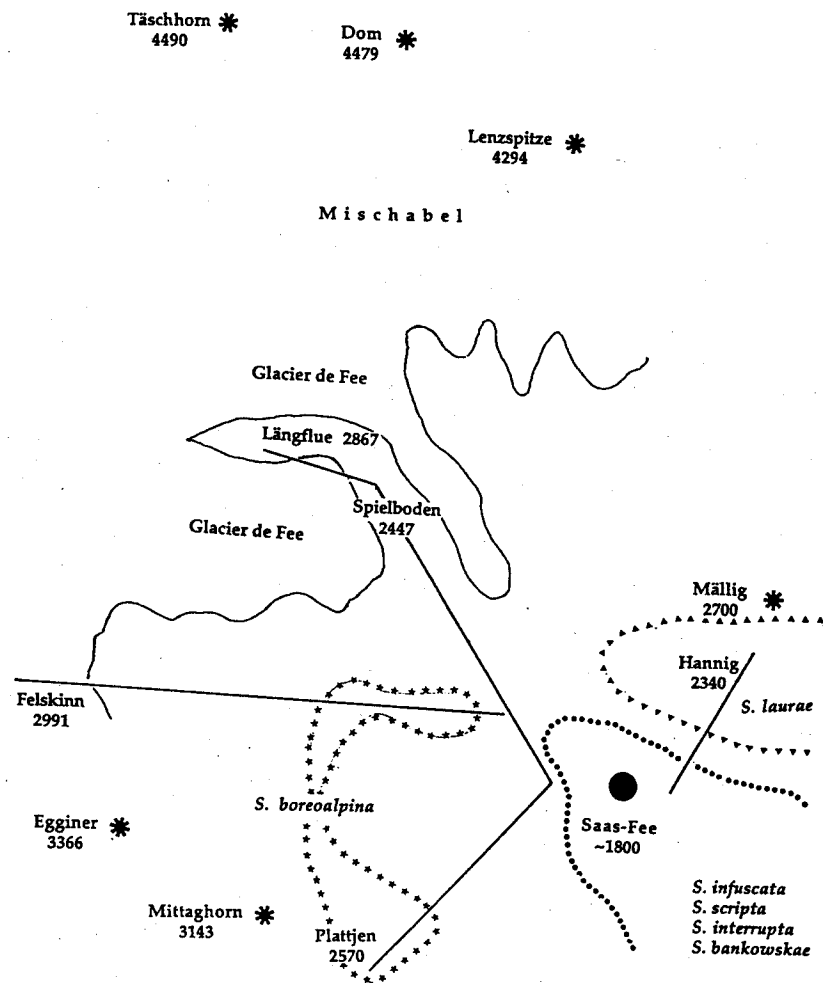 Täschhorn
4490
Dom
4479
Lenzspitze
4294
Mischabel
Glacier de Fee
Längflue 2867
Spielboden
2447
Glacier de Fee
Mällig
2700
Hannig
2340
S. laurae
Felskinn
2991
S. boreoalpina
Egginer
3366
Saas-Fee
~1800
Mittaghorn
3143
Plattjen
2570
S. infuscata
S. scripta
S. interrupta
S. bankowskae